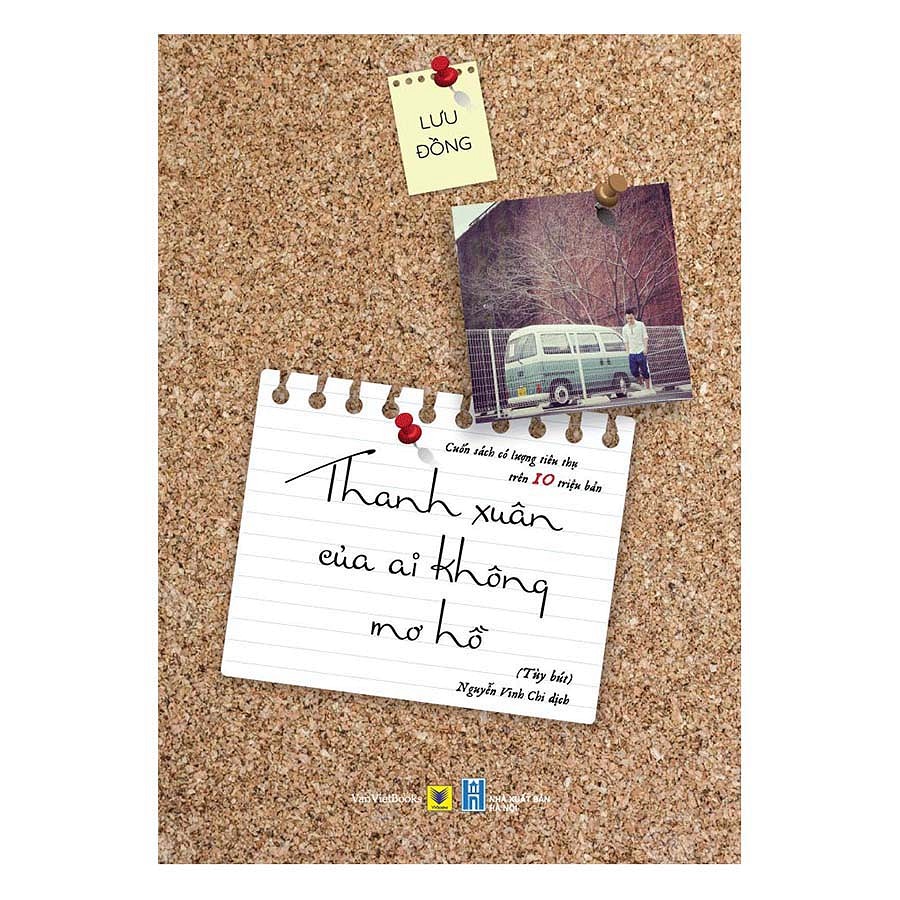 LƯU
ĐỒNG
Cuốn sách có lượng tiêu thụ
trên 10 triệu bản
Thanh xuân
của ai không
mơ hồ
(Tùy bút)
Nguyễn Vinh Chi dịch
VanVietBooks
NHÀ XUẤT BẢN
HÀ NỘI